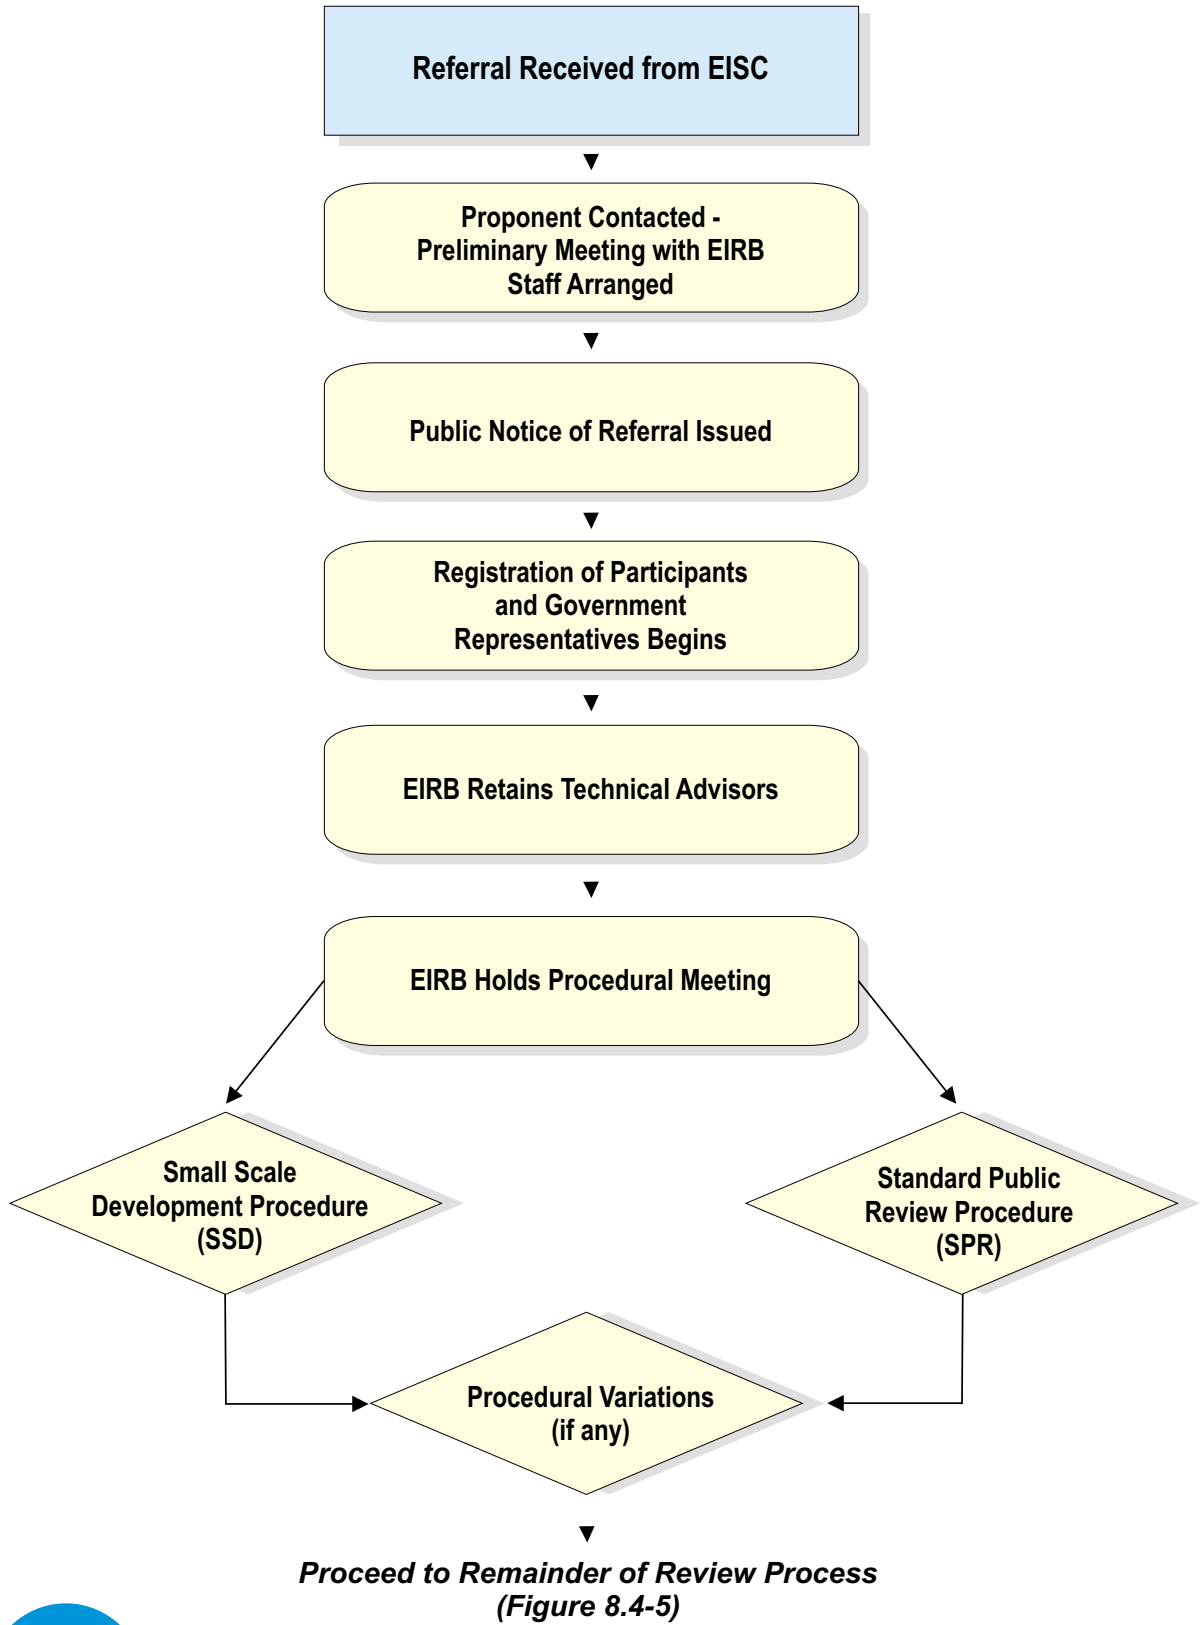 Referral Received from EISC
Proponent Contacted -
Preliminary Meeting with EIRB
Staff Arranged
Public Notice of Referral Issued
Registration of Participants
and Government
Representatives Begins
EIRB Retains Technical Advisors
EIRB Holds Procedural Meeting
Small Scale
Development Procedure
(SSD)
Standard Public
Review Procedure
(SPR)
Procedural Variations
(if any)
Proceed to Remainder of Review Process
(Figure 8.4-5)